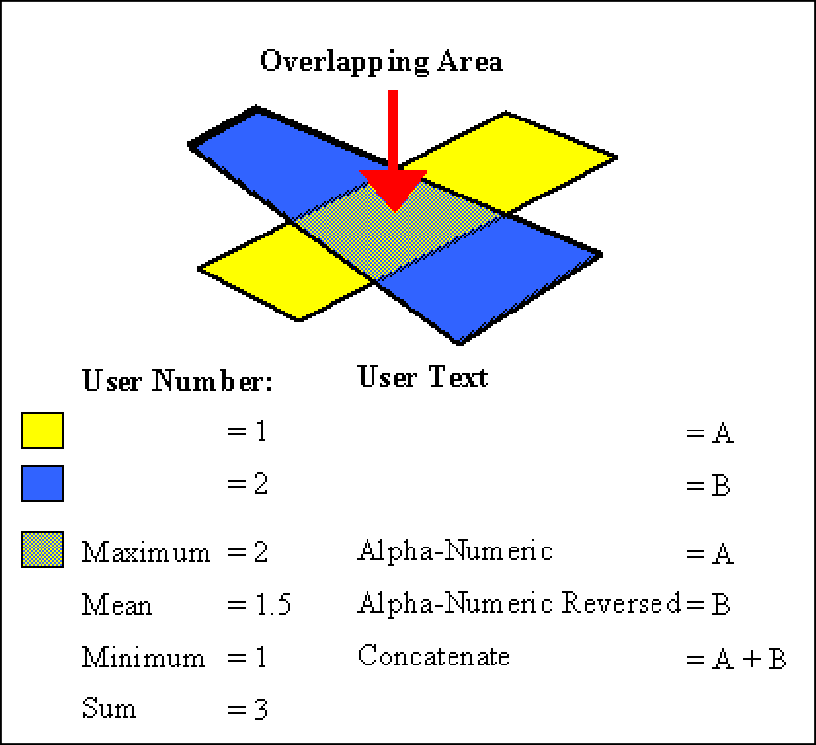 Overlapping Area
User Number: User Text
= 1 = A
= 2 = B
Maximum = 2 Alpha-Numeric = A
Mean = 1.5 Alpha-Numeric Reversed = B
Minimum = 1 Concatenate = A + B
Sum = 3